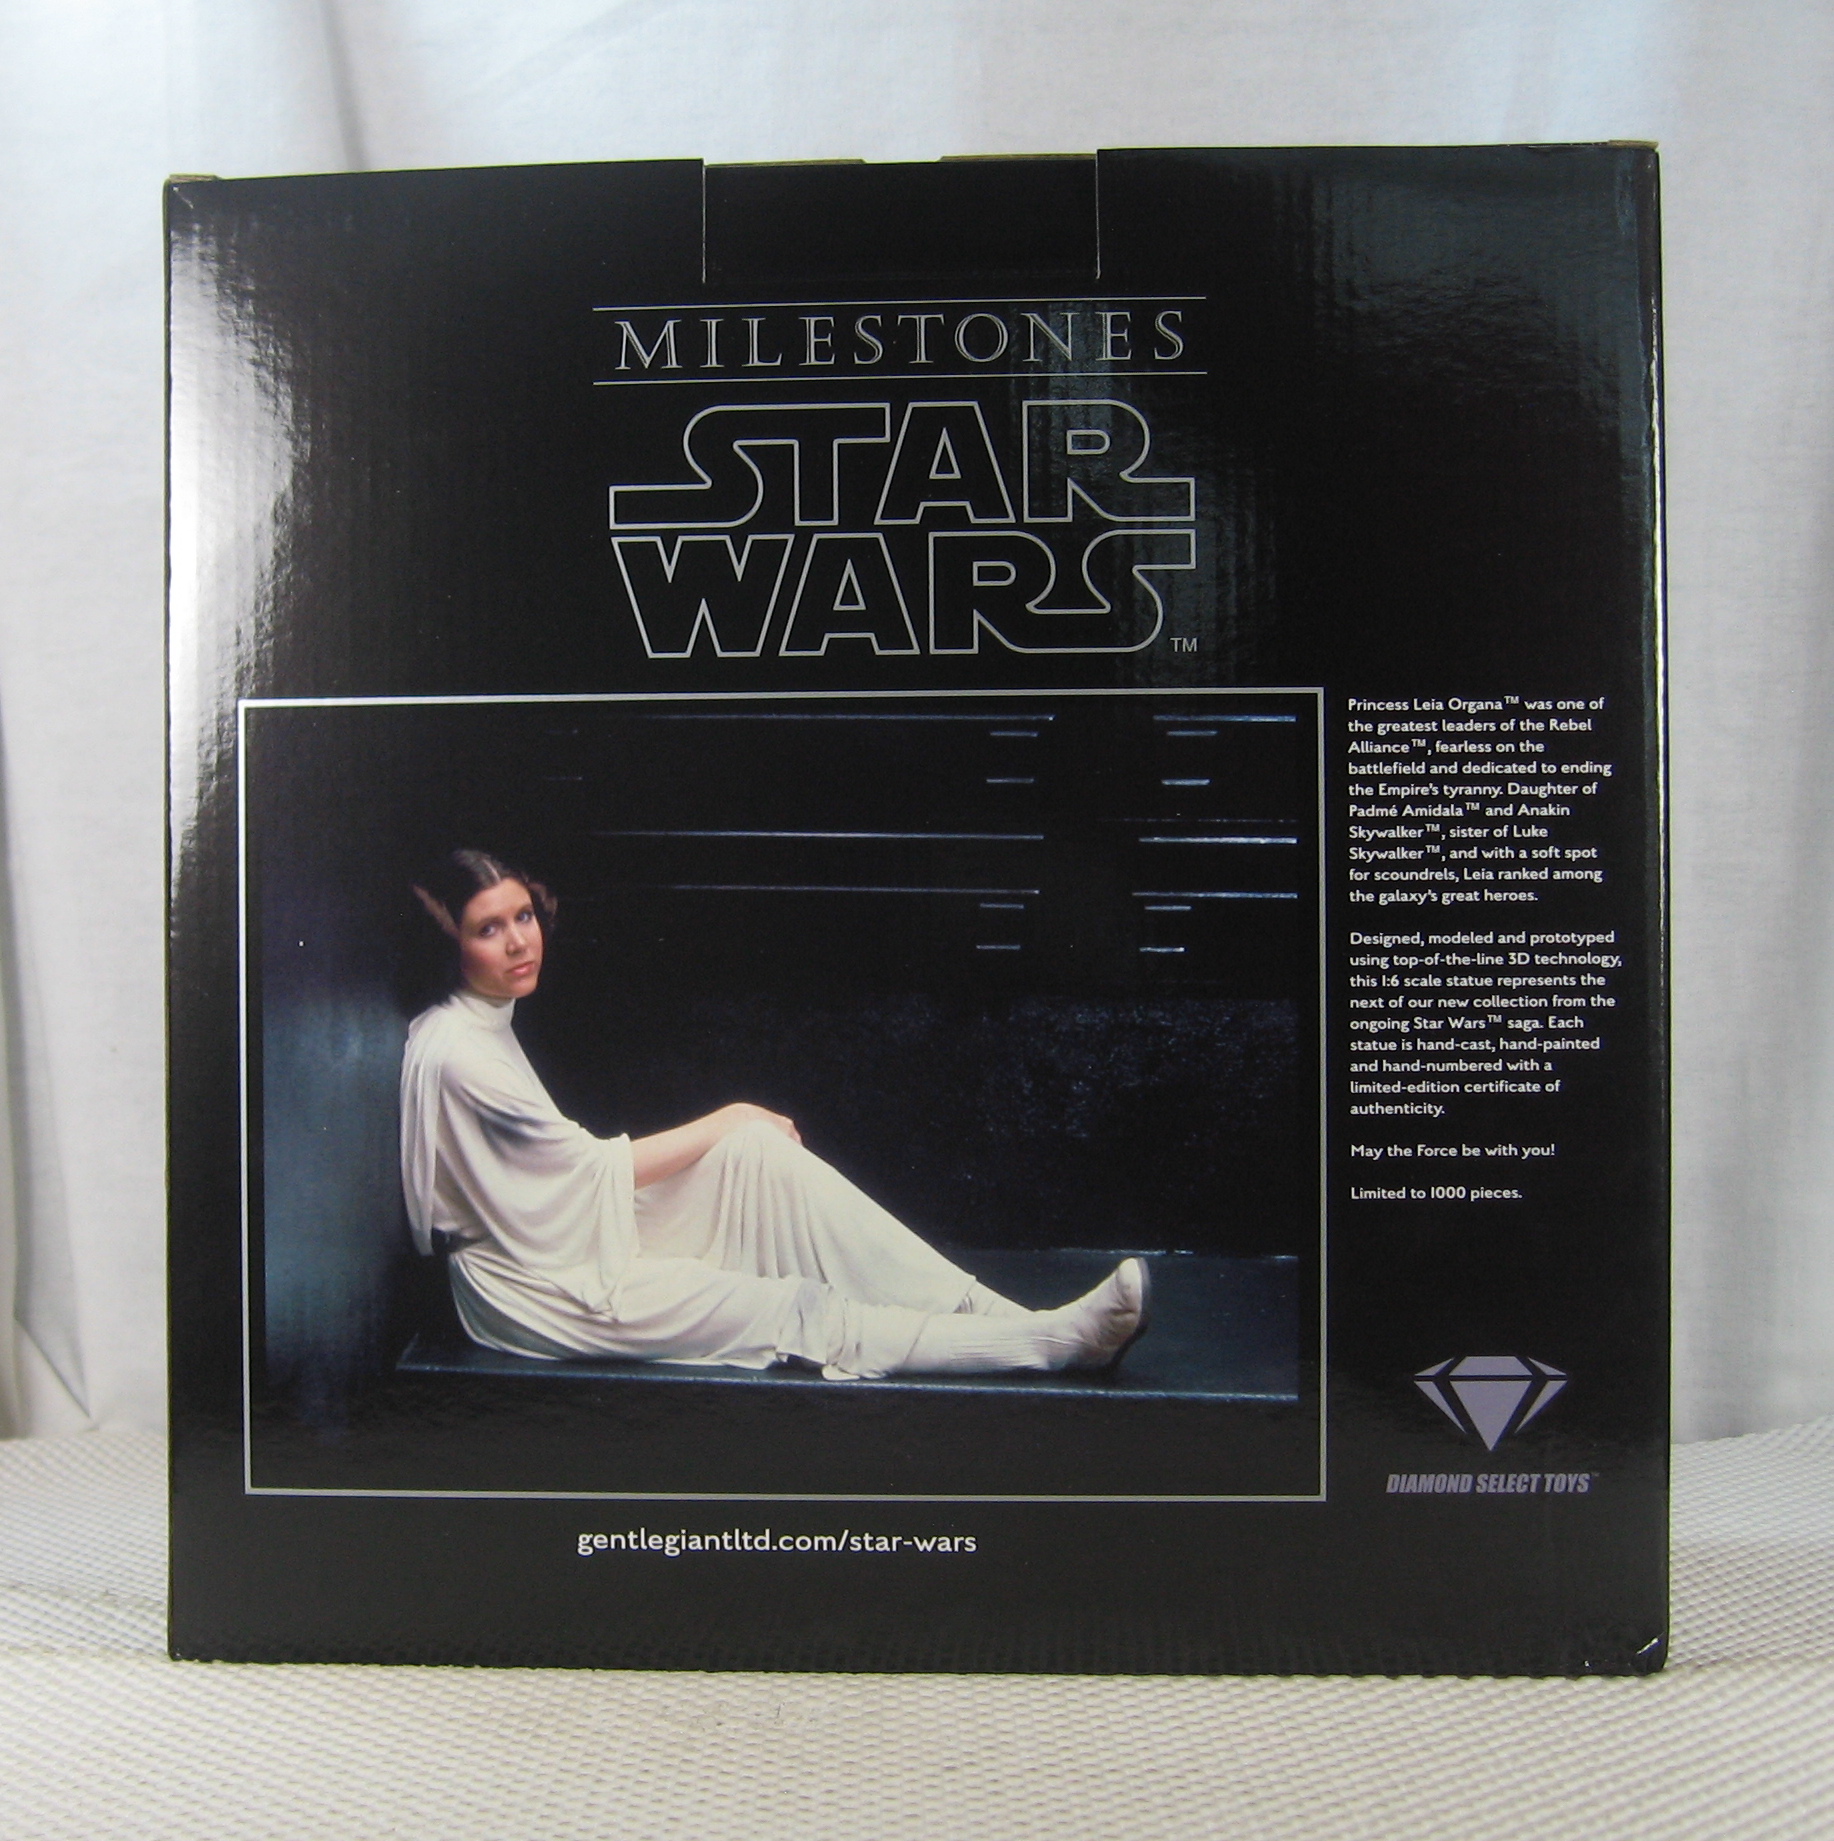 MILESTONES
STAR
WARS TM
Princess Leia Organa™ was one of
the greatest leaders of the Rebel
Alliance™, fearless on the
battlefield and dedicated to ending
the Empire's tyranny. Daughter of
Padmé Amidala™ and Anakin
Skywalker™, sister of Luke
Skywalker™, and with a soft spot
for scoundrels, Leia ranked among
the galaxy's great heroes.
Designed, modeled and prototyped
using top-of-the-line 3D technology,
this 1:6 scale statue represents the
next of our new collection from the
ongoing Star Wars™ saga. Each
statue is hand-cast, hand-painted
and hand-numbered with a
limited-edition certificate of
authenticity.
May the Force be with you!
Limited to 1000 pieces.
DIAMOND SELECT TOYS™
gentlegiantltd.com/star-wars